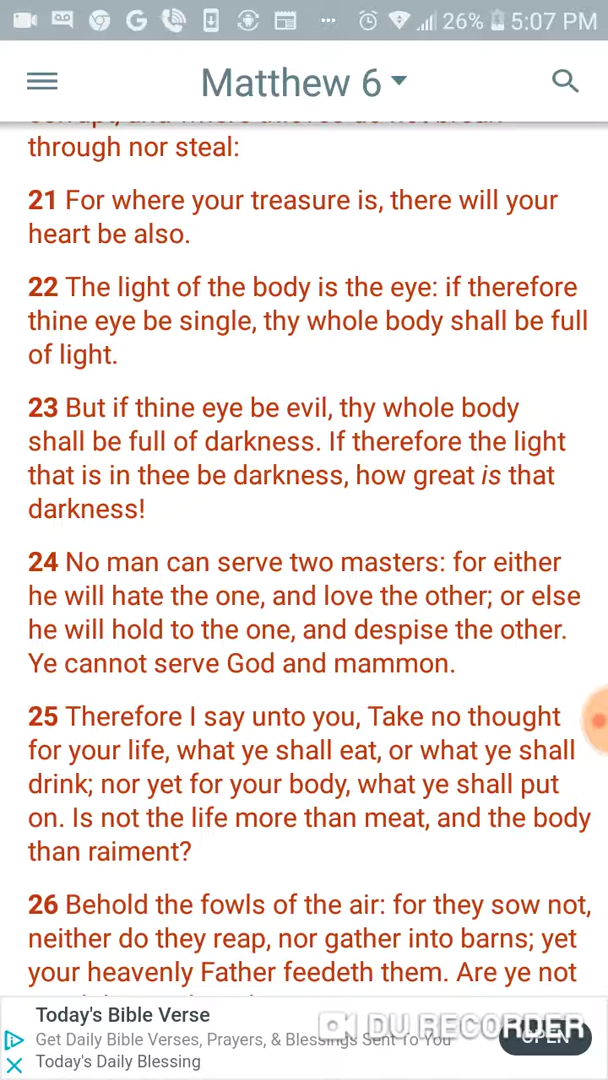 26% 5:07 PM
Matthew 6
through nor steal:
21 For where your treasure is, there will your
heart be also.
22 The light of the body is the eye: if therefore
thine eye be single, thy whole body shall be full
of light.
23 But if thine eye be evil, thy whole body
shall be full of darkness. If therefore the light
that is in thee be darkness, how great is that
darkness!
24 No man can serve two masters: for either
he will hate the one, and love the other; or else
he will hold to the one, and despise the other.
Ye cannot serve God and mammon.
25 Therefore I say unto you, Take no thought
for your life, what ye shall eat, or what ye shall
drink; nor yet for your body, what ye shall put
on. Is not the life more than meat, and the body
than raiment?
26 Behold the fowls of the air: for they sow not,
neither do they reap, nor gather into barns; yet
your heavenly Father feedeth them. Are ye not
Today's Bible Verse
Get Daily Bible Verses, Prayers, & Blessings Sent To You
Today's Daily Blessing
OPEN
DU RECORDER